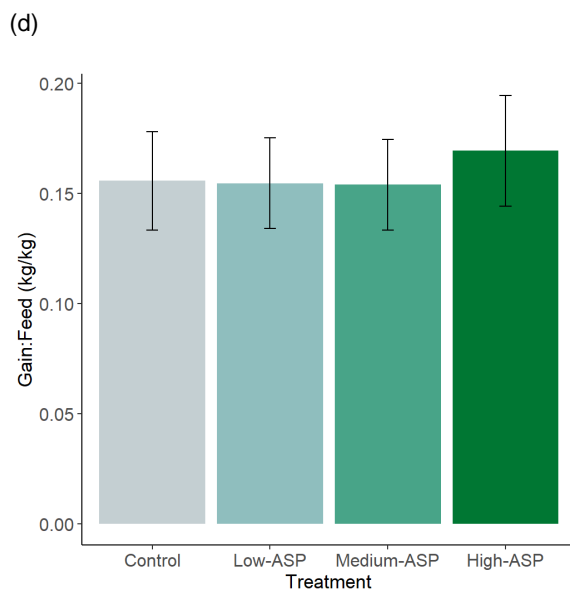 (d)
Gain:Feed (kg/kg)
0.20
0.15
0.10
0.05
0.00
Control Low-ASP Medium-ASP High-ASP
Treatment